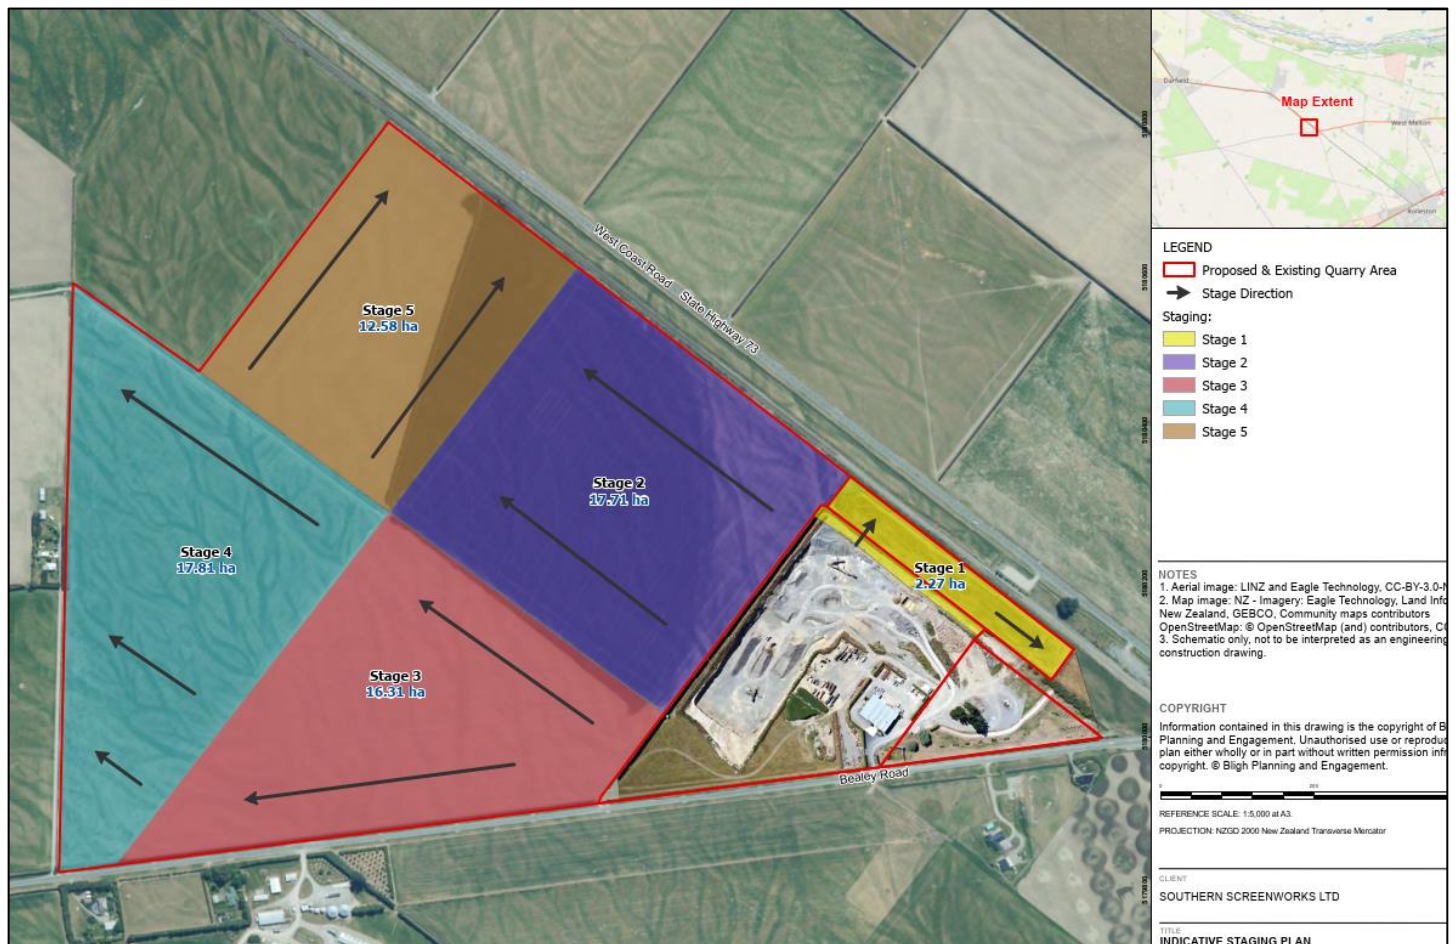 Darfield
Map Extent
West Melton
Rolleston
West Coast Road
State Highway 73
Stage 5
12.58 ha
Stage 2
17.71 ha
Stage 4
17.81 ha
Stage 1
2.27 ha
Stage 3
16.31 ha
Bealey Road
LEGEND
Proposed & Existing Quarry Area
Stage Direction
Staging:
Stage 1
Stage 2
Stage 3
Stage 4
Stage 5
NOTES
1. Aerial image: LINZ and Eagle Technology, CC-BY-3.0-
2. Map image: NZ - Imagery: Eagle Technology, Land Info
New Zealand, GEBCO, Community maps contributors
OpenStreetMap: © OpenStreetMap (and) contributors, C
3. Schematic only, not to be interpreted as an engineering
construction drawing.
COPYRIGHT
Information contained in this drawing is the copyright of B
Planning and Engagement. Unauthorised use or reproduc
plan either wholly or in part without written permission infr
copyright. © Bligh Planning and Engagement.
0 200
REFERENCE SCALE: 1:5,000 at A3.
PROJECTION: NZGD 2000 New Zealand Transverse Mercator
CLIENT
SOUTHERN SCREENWORKS LTD
TITLE
INDICATIVE STAGING PLAN